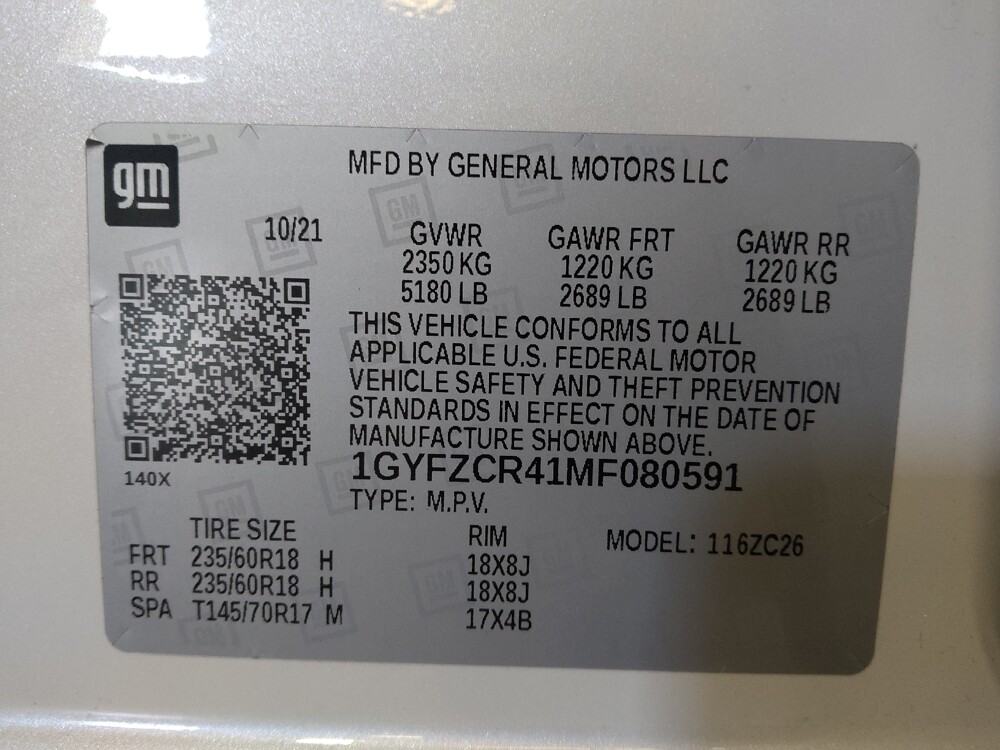 gm
MFD BY GENERAL MOTORS LLC
10/21
GVWR GAWR FRT GAWR RR
2350 KG 1220 KG 1220 KG
5180 LB 2689 LB 2689 LB
THIS VEHICLE CONFORMS TO ALL
APPLICABLE U.S. FEDERAL MOTOR
VEHICLE SAFETY AND THEFT PREVENTION
STANDARDS IN EFFECT ON THE DATE OF
MANUFACTURE SHOWN ABOVE.
1GYFZCR41MF080591
140X
TYPE: M.P.V.
TIRE SIZE RIM MODEL: 116ZC26
FRT 235/60R18 H 18X8J
RR 235/60R18 H 18X8J
SPA T145/70R17 M 17X4B